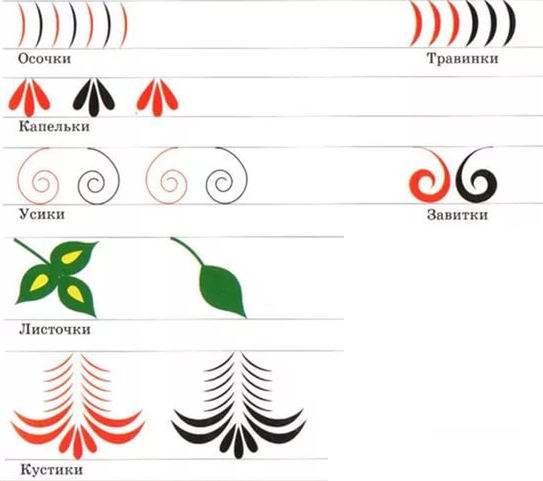 Осочки
Травинки
Капельки
Усики
Завитки
Листочки
Кустики